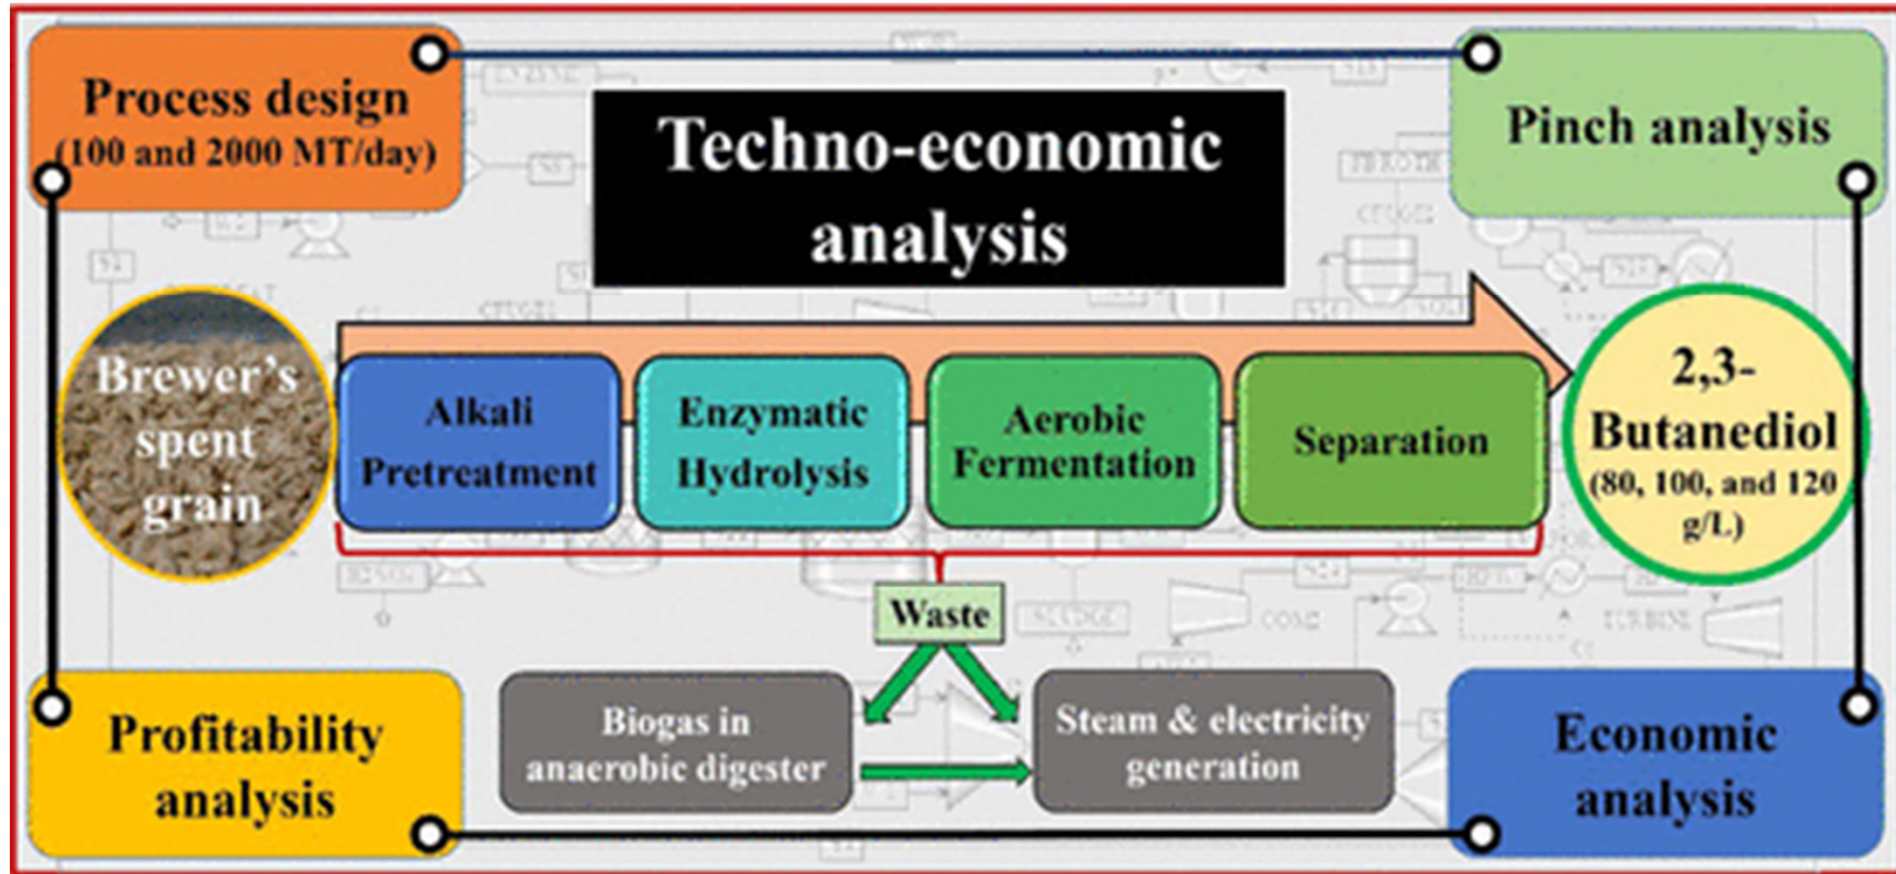 Process design
(100 and 2000 MT/day)
Techno-economic
analysis
Pinch analysis
Brewer's
spent
grain
Alkali
Pretreatment
Enzymatic
Hydrolysis
Aerobic
Fermentation
Separation
2,3-
Butanediol
(80, 100, and 120
g/L)
Waste
Biogas in
anaerobic digester
Steam & electricity
generation
Profitability
analysis
Economic
analysis
SLUDGE
TURBINE